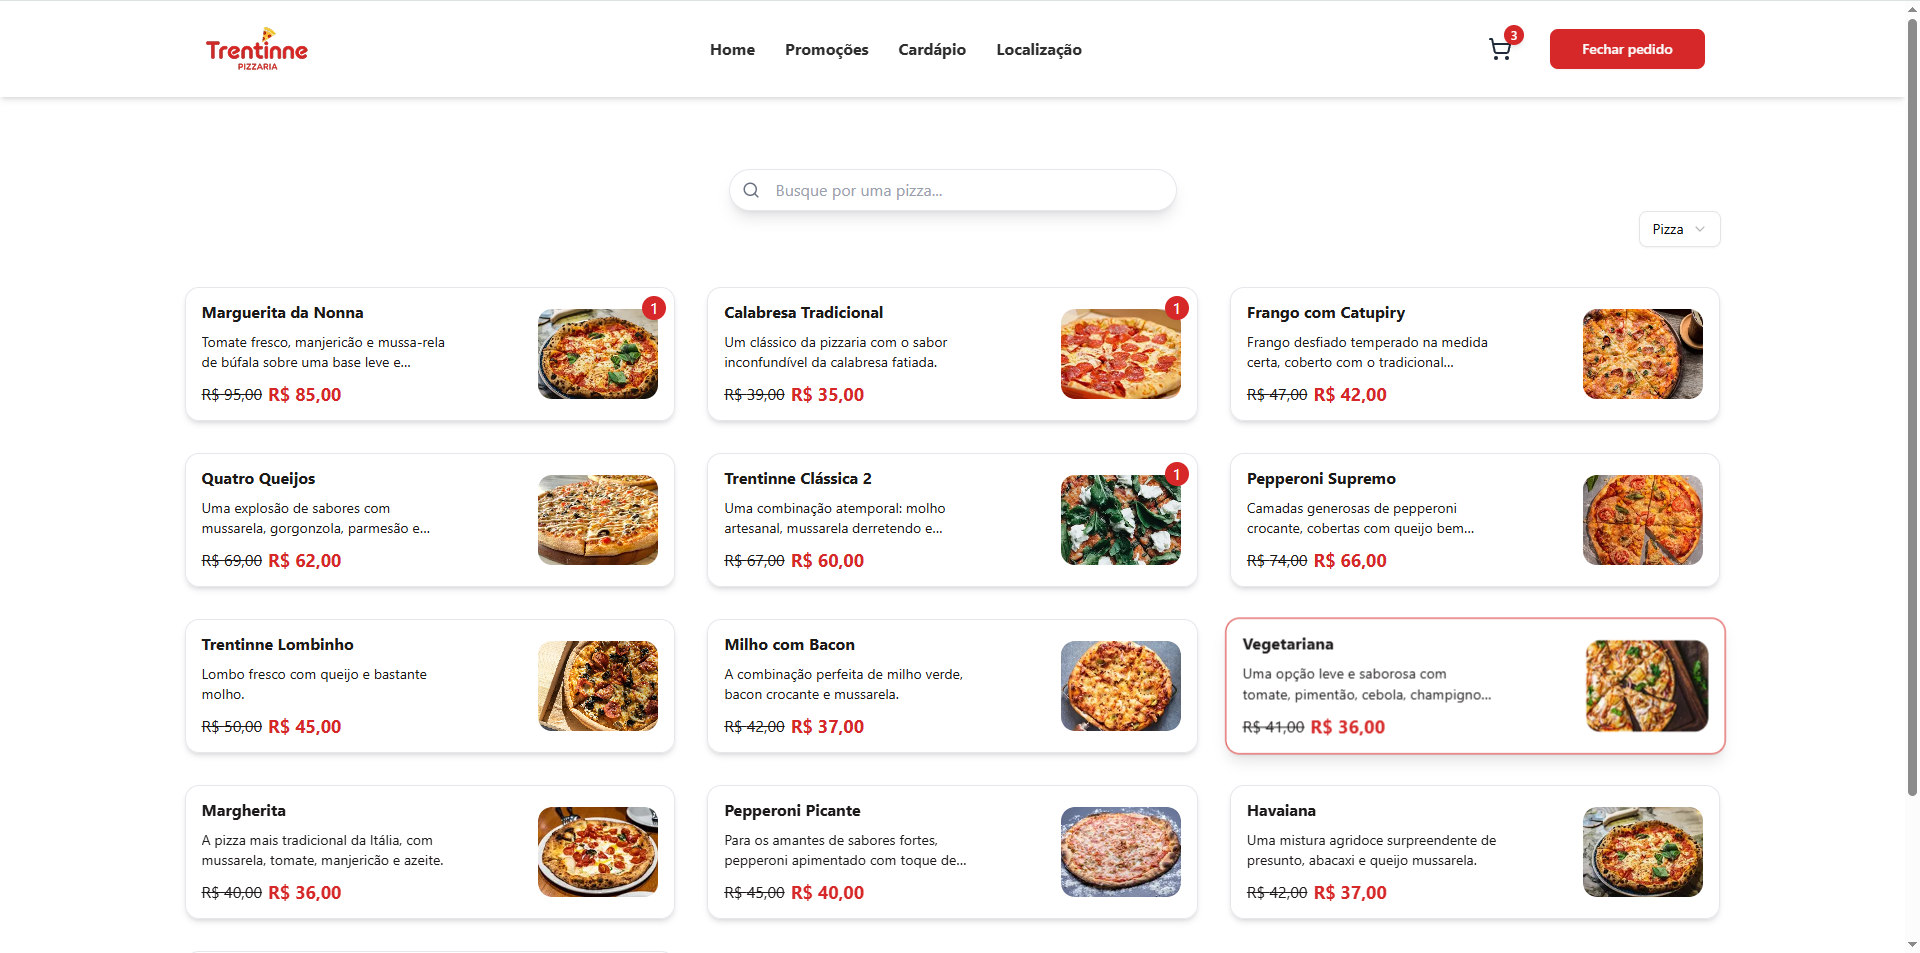 Trentinne
PIZZARIA
Home
Promoções
Cardápio
Localização
3
Fechar pedido
Busque por uma pizza...
Pizza
Marguerita da Nonna
1
Tomate fresco, manjericão e mussa-rela
de búfala sobre uma base leve e...
R$ 95,00 R$ 85,00
Calabresa Tradicional
1
Um clássico da pizzaria com o sabor
inconfundível da calabresa fatiada.
R$ 39,00 R$ 35,00
Frango com Catupiry
Frango desfiado temperado na medida
certa, coberto com o tradicional...
R$ 47,00 R$ 42,00
Quatro Queijos
Uma explosão de sabores com
mussarela, gorgonzola, parmesão e...
R$ 69,00 R$ 62,00
Trentinne Clássica 2
1
Uma combinação atemporal: molho
artesanal, mussarela derretendo e...
R$ 67,00 R$ 60,00
Pepperoni Supremo
Camadas generosas de pepperoni
crocante, cobertas com queijo bem...
R$ 74,00 R$ 66,00
Trentinne Lombinho
Lombo fresco com queijo e bastante
molho.
R$ 50,00 R$ 45,00
Milho com Bacon
A combinação perfeita de milho verde,
bacon crocante e mussarela.
R$ 42,00 R$ 37,00
Vegetariana
Uma opção leve e saborosa com
tomate, pimentão, cebola, champigno...
R$ 41,00 R$ 36,00
Margherita
A pizza mais tradicional da Itália, com
mussarela, tomate, manjericão e azeite.
R$ 40,00 R$ 36,00
Pepperoni Picante
Para os amantes de sabores fortes,
pepperoni apimentado com toque de...
R$ 45,00 R$ 40,00
Havaiana
Uma mistura agridoce surpreendente de
presunto, abacaxi e queijo mussarela.
R$ 42,00 R$ 37,00